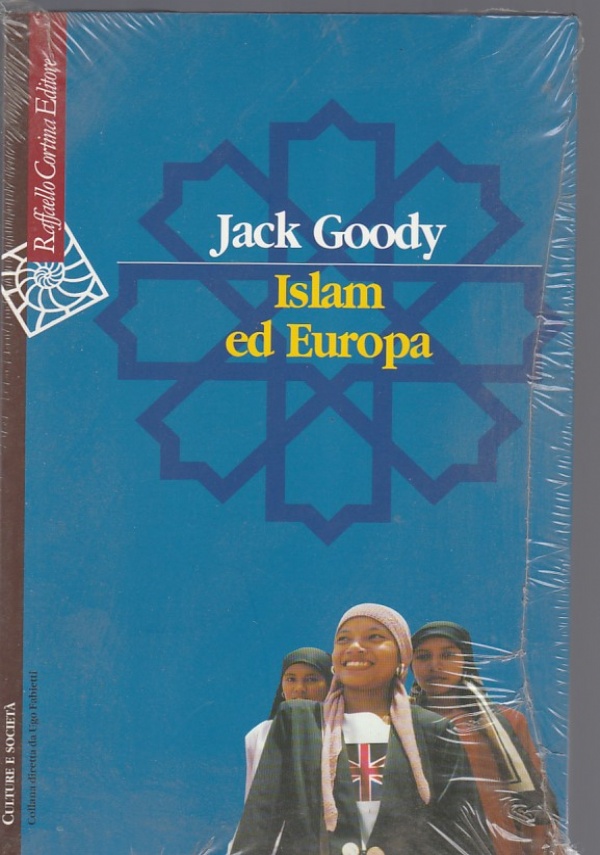 Raffaello Cortina Editore
Jack Goody
Islam
ed Europa
CULTURE E SOCIETÀ
Collana diretta da Ugo Fabietti